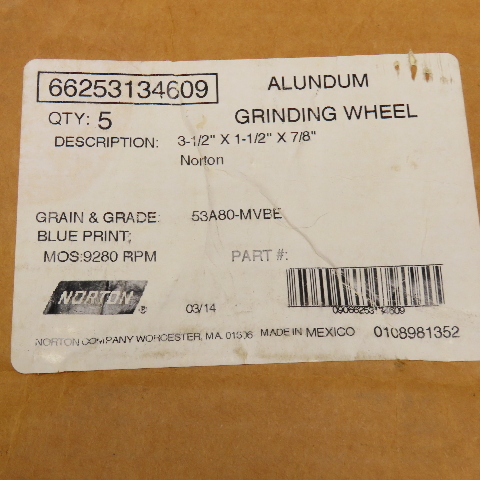 66253134609 ALUNDUM
QTY: 5 GRINDING WHEEL
DESCRIPTION: 3-1/2" X 1-1/2" X 7/8"
Norton
GRAIN & GRADE: 53A80-MVBE
BLUE PRINT;
MOS:9280 RPM PART #:
NORTON ®
03/14
NORTON COMPANY WORCESTER, MA. 01606 MADE IN MEXICO 0108981352